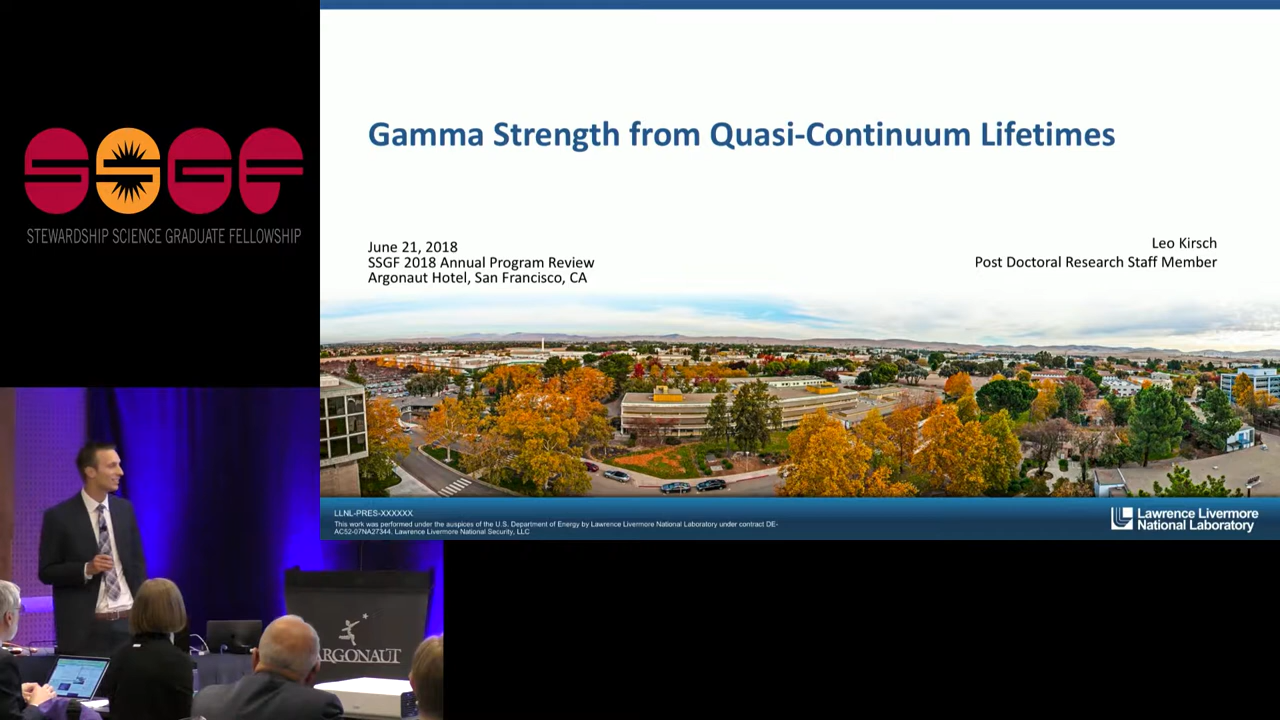 SSGF
STEWARDSHIP SCIENCE GRADUATE FELLOWSHIP
Gamma Strength from Quasi-Continuum Lifetimes
June 21, 2018
SSGF 2018 Annual Program Review
Argonaut Hotel, San Francisco, CA
Leo Kirsch
Post Doctoral Research Staff Member
LLNL-PRES-XXXXXX
This work was performed under the auspices of the U.S. Department of Energy by Lawrence Livermore National Laboratory under contract DE-
AC52-07NA27344. Lawrence Livermore National Security, LLC
Lawrence Livermore
National Laboratory
ARGONAUT